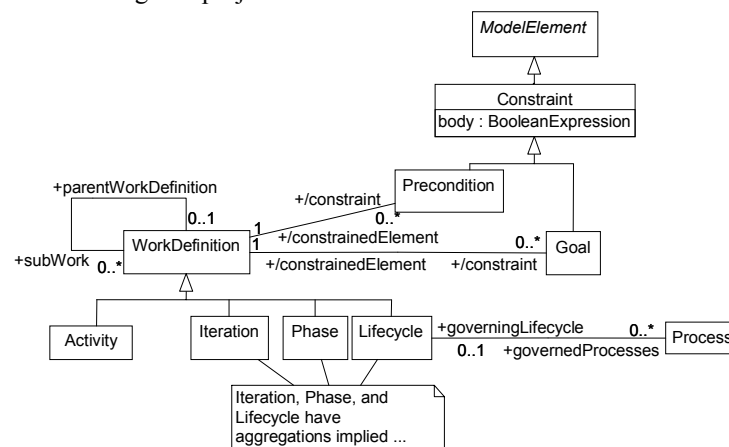 ModelElement
Constraint
body : BooleanExpression
+parentWorkDefinition
+/constraint
Precondition
0..1
1
0..*
+/constrainedElement
WorkDefinition
1
0..*
Goal
+subWork
0..*
+/constrainedElement
+/constraint
Activity
Iteration
Phase
Lifecycle
+governingLifecycle
0..*
Process
0..1
+governedProcesses
Iteration, Phase, and
Lifecycle have
aggregations implied ...